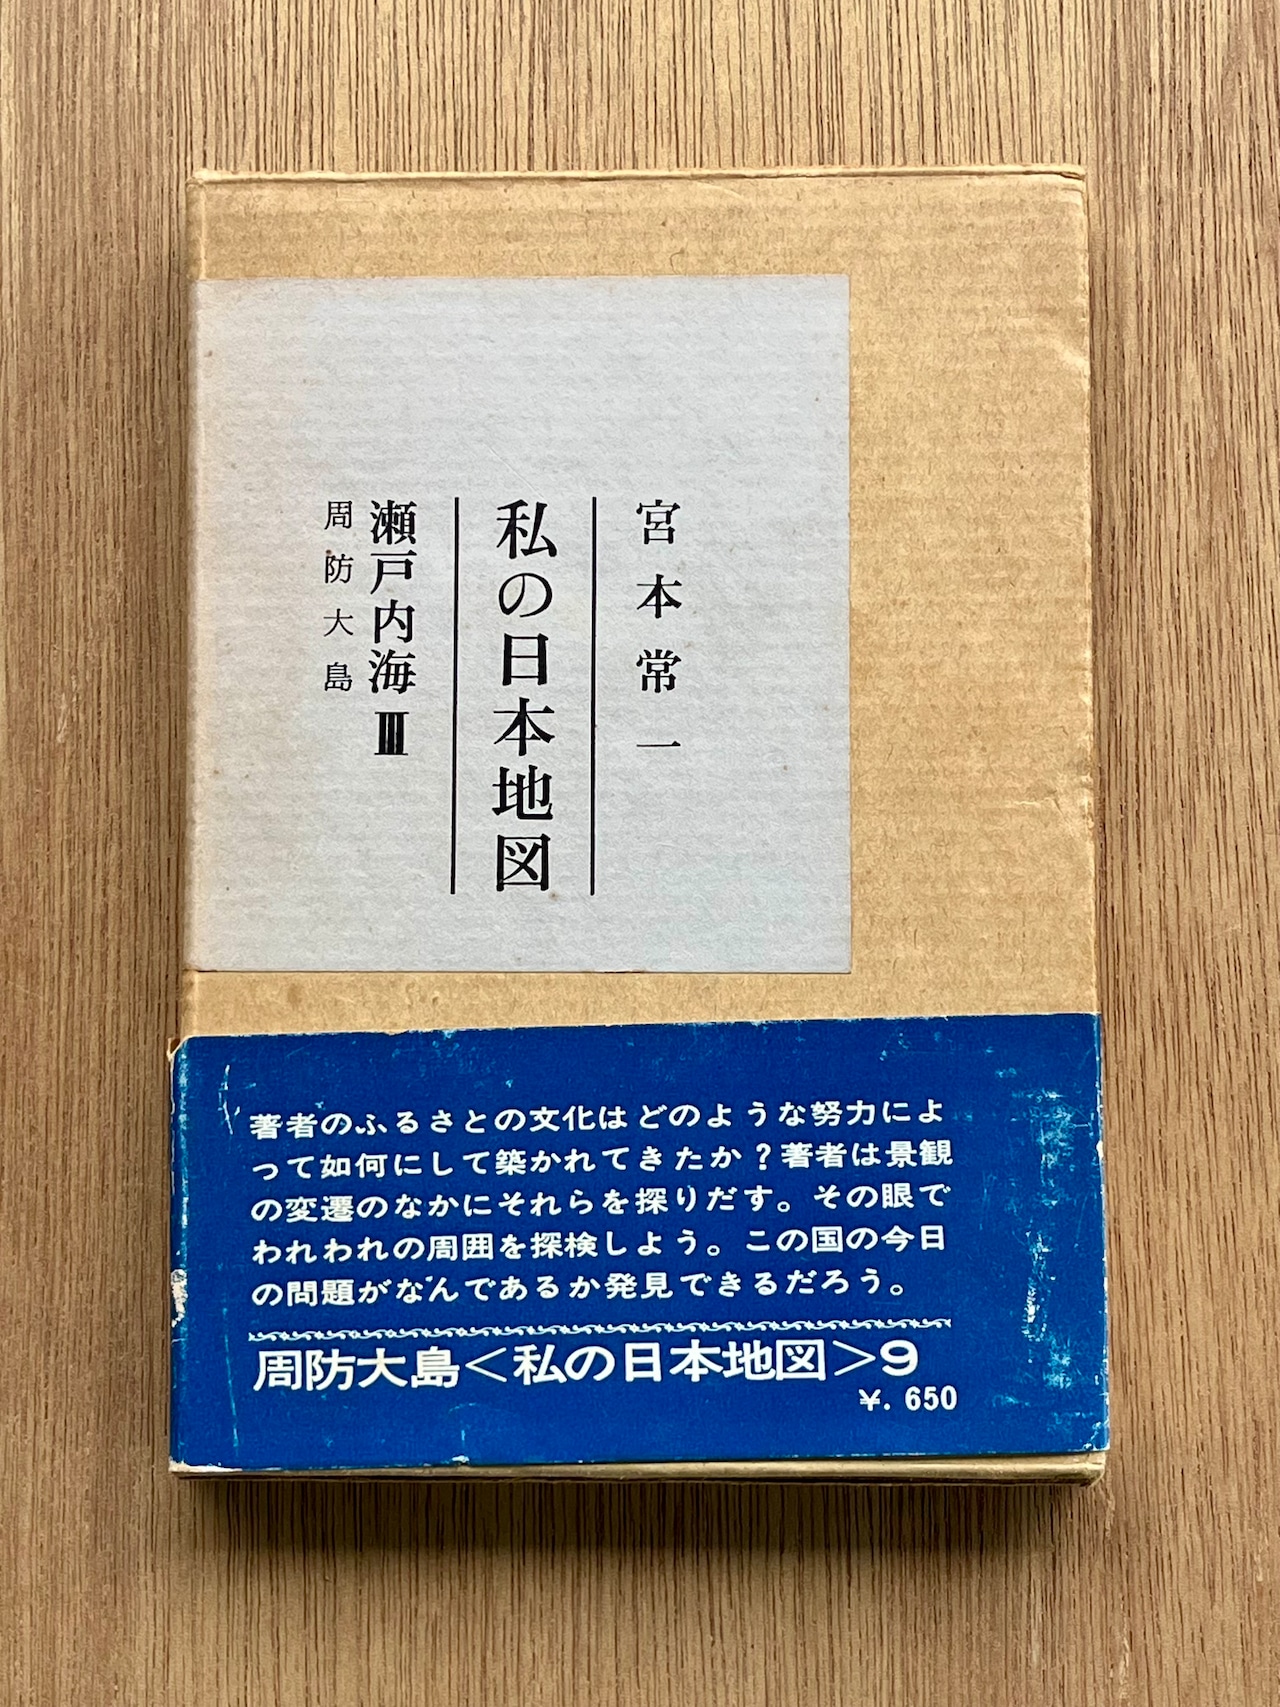 宮本常一
私の日本地図
瀬戸内海Ⅲ
周防大島
著者のふるさとの文化はどのような努力によ
って如何にして築かれてきたか？著者は景観
の変遷のなかにそれらを探りだす。その眼で
われわれの周囲を探検しよう。この国の今日
の問題がなんであるか発見できるだろう。
周防大島＜私の日本地図＞9
￥. 650